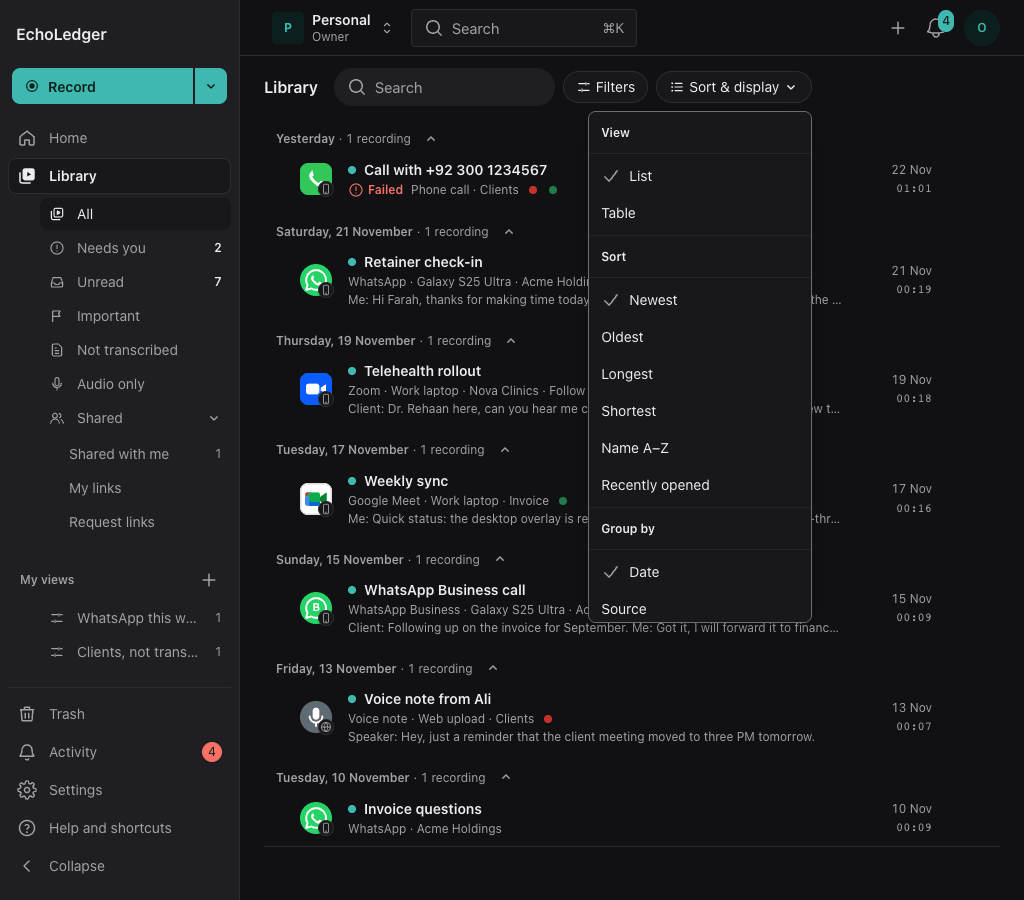 EchoLedger
Record
Home
Library
All
Needs you 2
Unread 7
Important
Not transcribed
Audio only
Shared
Shared with me 1
My links
Request links
My views
WhatsApp this w... 1
Clients, not trans... 1
Trash
Activity 4
Settings
Help and shortcuts
Collapse
P Personal
Owner
Search ⌘K
4
O
Library
Search
Filters
Sort & display
Yesterday · 1 recording
Call with +92 300 1234567
Failed Phone call · Clients
22 Nov
01:01
Saturday, 21 November · 1 recording
Retainer check-in
WhatsApp · Galaxy S25 Ultra · Acme
Me: Hi Farah, thanks for making time today the ...
21 Nov
00:19
Thursday, 19 November · 1 recording
Telehealth rollout
Zoom · Work laptop · Nova Clinics · Follow
Client: Dr. Rehaan here, can you hear me
19 Nov
00:18
Tuesday, 17 November · 1 recording
Weekly sync
Google Meet · Work laptop · Invoice
Me: Quick status: the desktop overlay is
17 Nov
00:16
Sunday, 15 November · 1 recording
B
WhatsApp Business call
WhatsApp Business · Galaxy S25 Ultra ·
Client: Following up on the invoice for September. Me: Got it, I will forward it to financ...
15 Nov
00:09
Friday, 13 November · 1 recording
Voice note from Ali
Voice note · Web upload · Clients
Speaker: Hey, just a reminder that the client meeting moved to three PM tomorrow.
13 Nov
00:07
Tuesday, 10 November · 1 recording
Invoice questions
WhatsApp · Acme Holdings
10 Nov
00:09
View
List
Table
Sort
Newest
Oldest
Longest
Shortest
Name A–Z
Recently opened
Group by
Date
Source